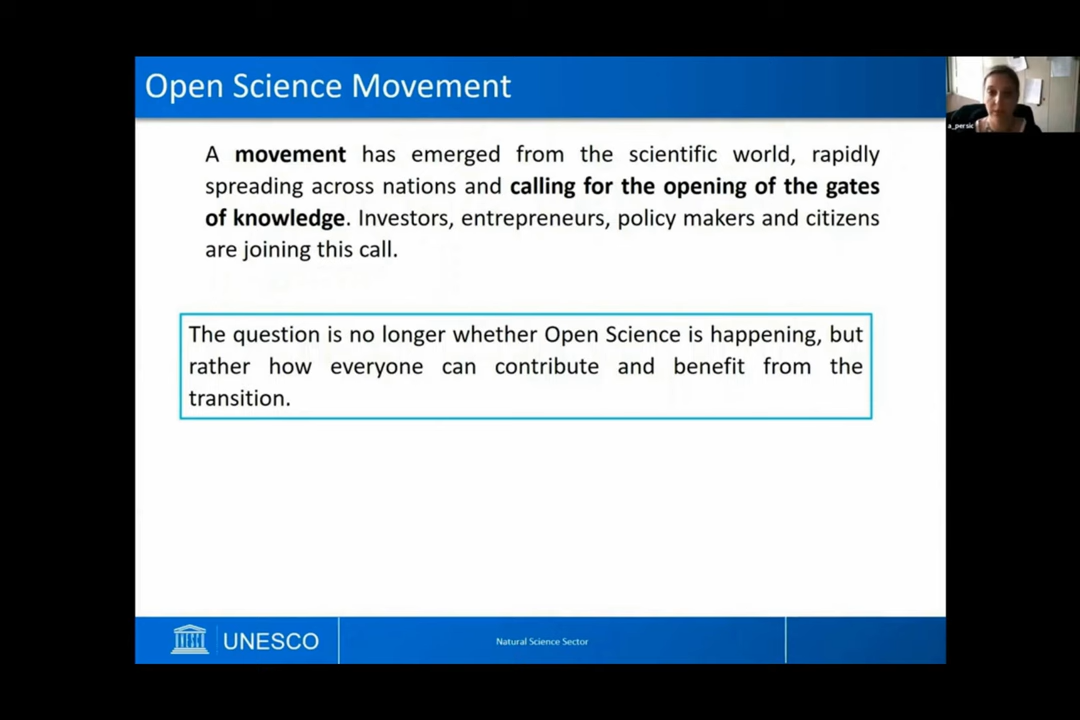 Open Science Movement
a_persic
A movement has emerged from the scientific world, rapidly
spreading across nations and calling for the opening of the gates
of knowledge. Investors, entrepreneurs, policy makers and citizens
are joining this call.
The question is no longer whether Open Science is happening, but
rather how everyone can contribute and benefit from the
transition.
UNESCO
Natural Science Sector